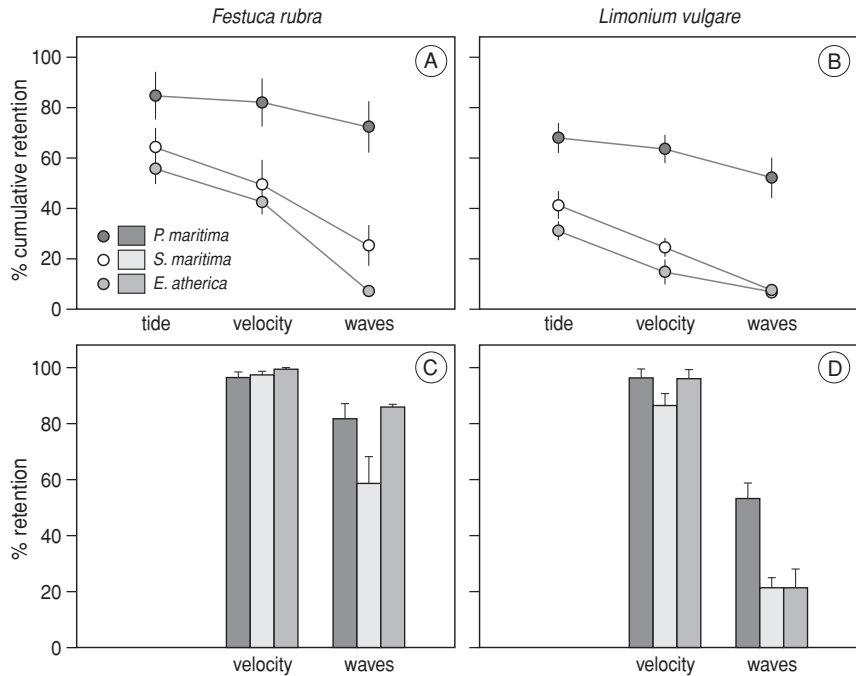 Festuca rubra
Limonium vulgare
A
B
% cumulative retention
100
80
60
40
20
0
P. maritima
S. maritima
E. atherica
tide velocity waves
tide velocity waves
C
D
% retention
100
80
60
40
20
0
velocity waves
velocity waves